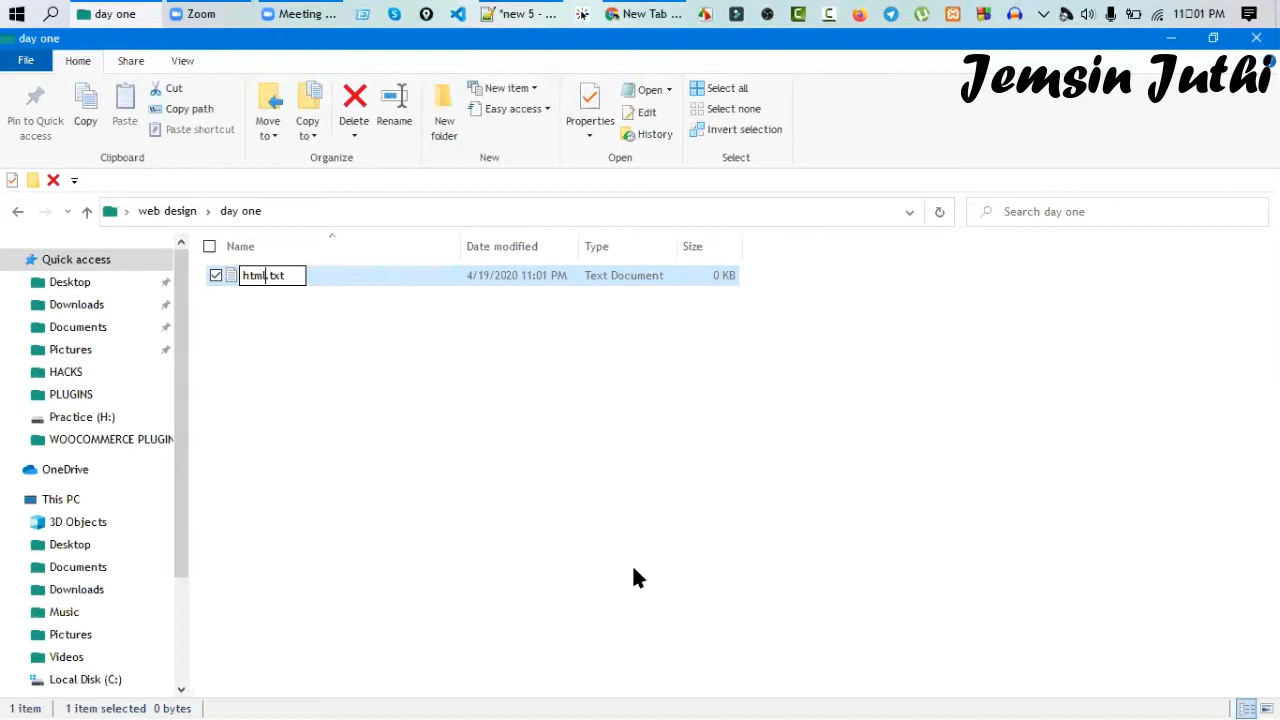 day one
Zoom
Meeting ...
*new 5 - ...
New Tab ...
11:01 PM
day one
File
Home
Share
View
Jemsin Juthi
Pin to Quick access
Copy
Paste
Cut
Copy path
Paste shortcut
Clipboard
Move to
Copy to
Delete
Rename
Organize
New folder
New item
Easy access
New
Properties
Open
Edit
History
Open
Select all
Select none
Invert selection
Select
web design
day one
Search day one
Name
Date modified
Type
Size
html.txt
4/19/2020 11:01 PM
Text Document
0 KB
Quick access
Desktop
Downloads
Documents
Pictures
HACKS
PLUGINS
Practice (H:)
WOOCOMMERCE PLUGIN
OneDrive
This PC
3D Objects
Desktop
Documents
Downloads
Music
Pictures
Videos
Local Disk (C:)
1 item
1 item selected 0 bytes